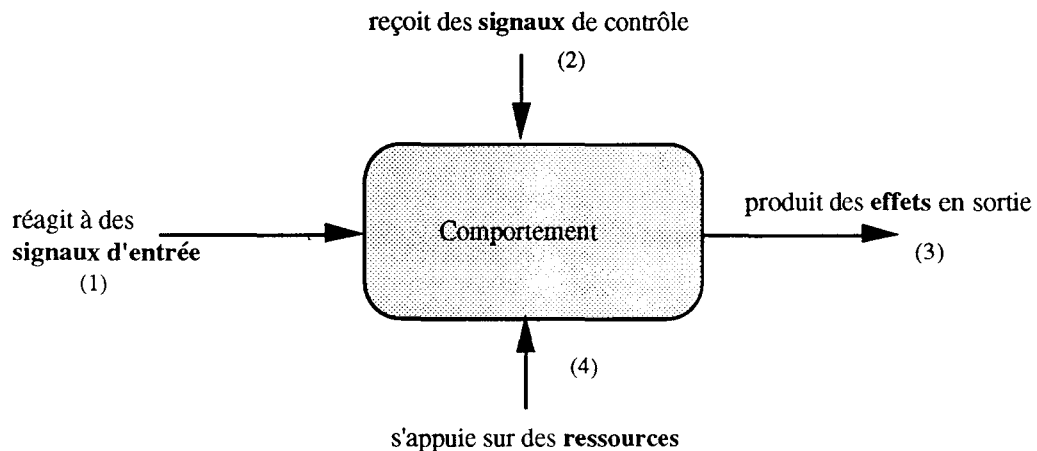 reçoit des signaux de contrôle
(2)
réagit à des
signaux d'entrée
(1)
Comportement
produit des effets en sortie
(3)
(4)
s'appuie sur des ressources